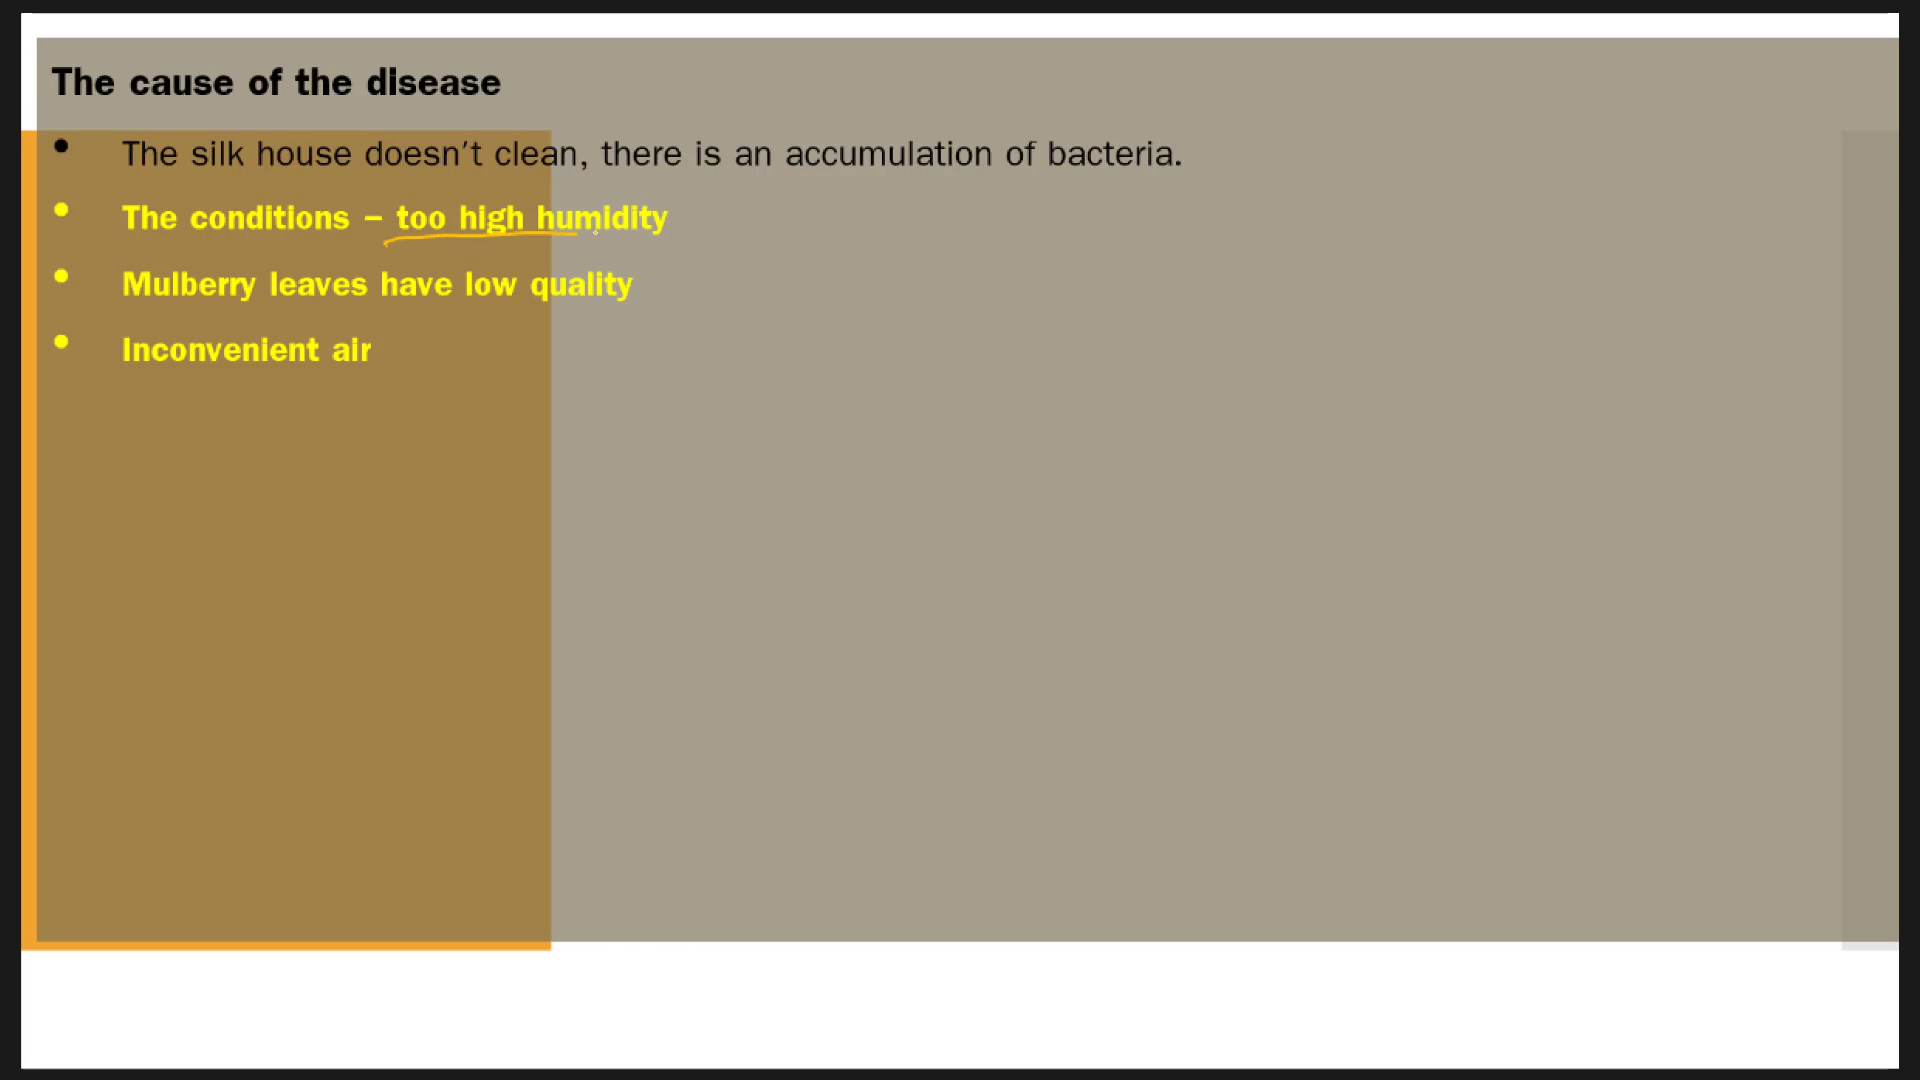 The cause of the disease
• The silk house doesn't clean, there is an accumulation of bacteria.
• The conditions – too high humidity
• Mulberry leaves have low quality
• Inconvenient air